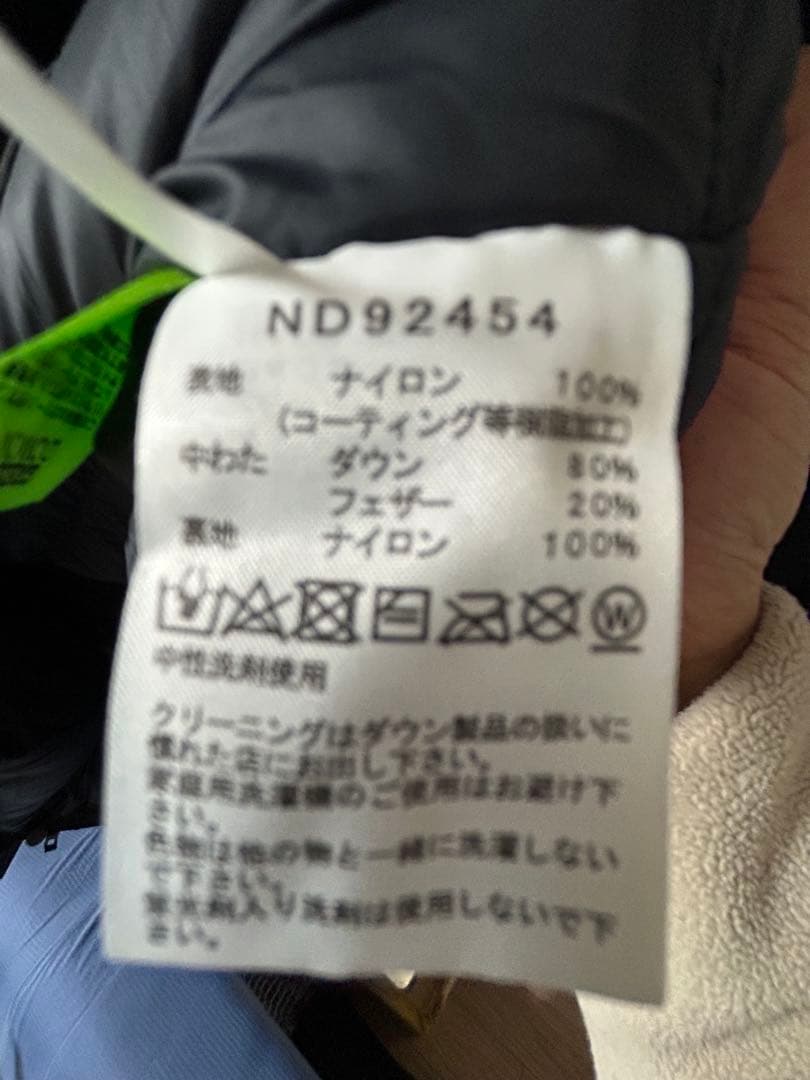 ND92454
表地 ナイロン 100%
(コーティング等樹脂加工)
中わた ダウン 80%
フェザー 20%
裏地 ナイロン 100%
W
中性洗剤使用
クリーニングはダウン製品の扱いに
慣れた店にお出し下さい。
家庭用洗濯機のご使用はお避け下
さい。
色物は他の物と一緒に洗濯しない
で下さい。
蛍光剤入り洗剤は使用しないで下
さい。